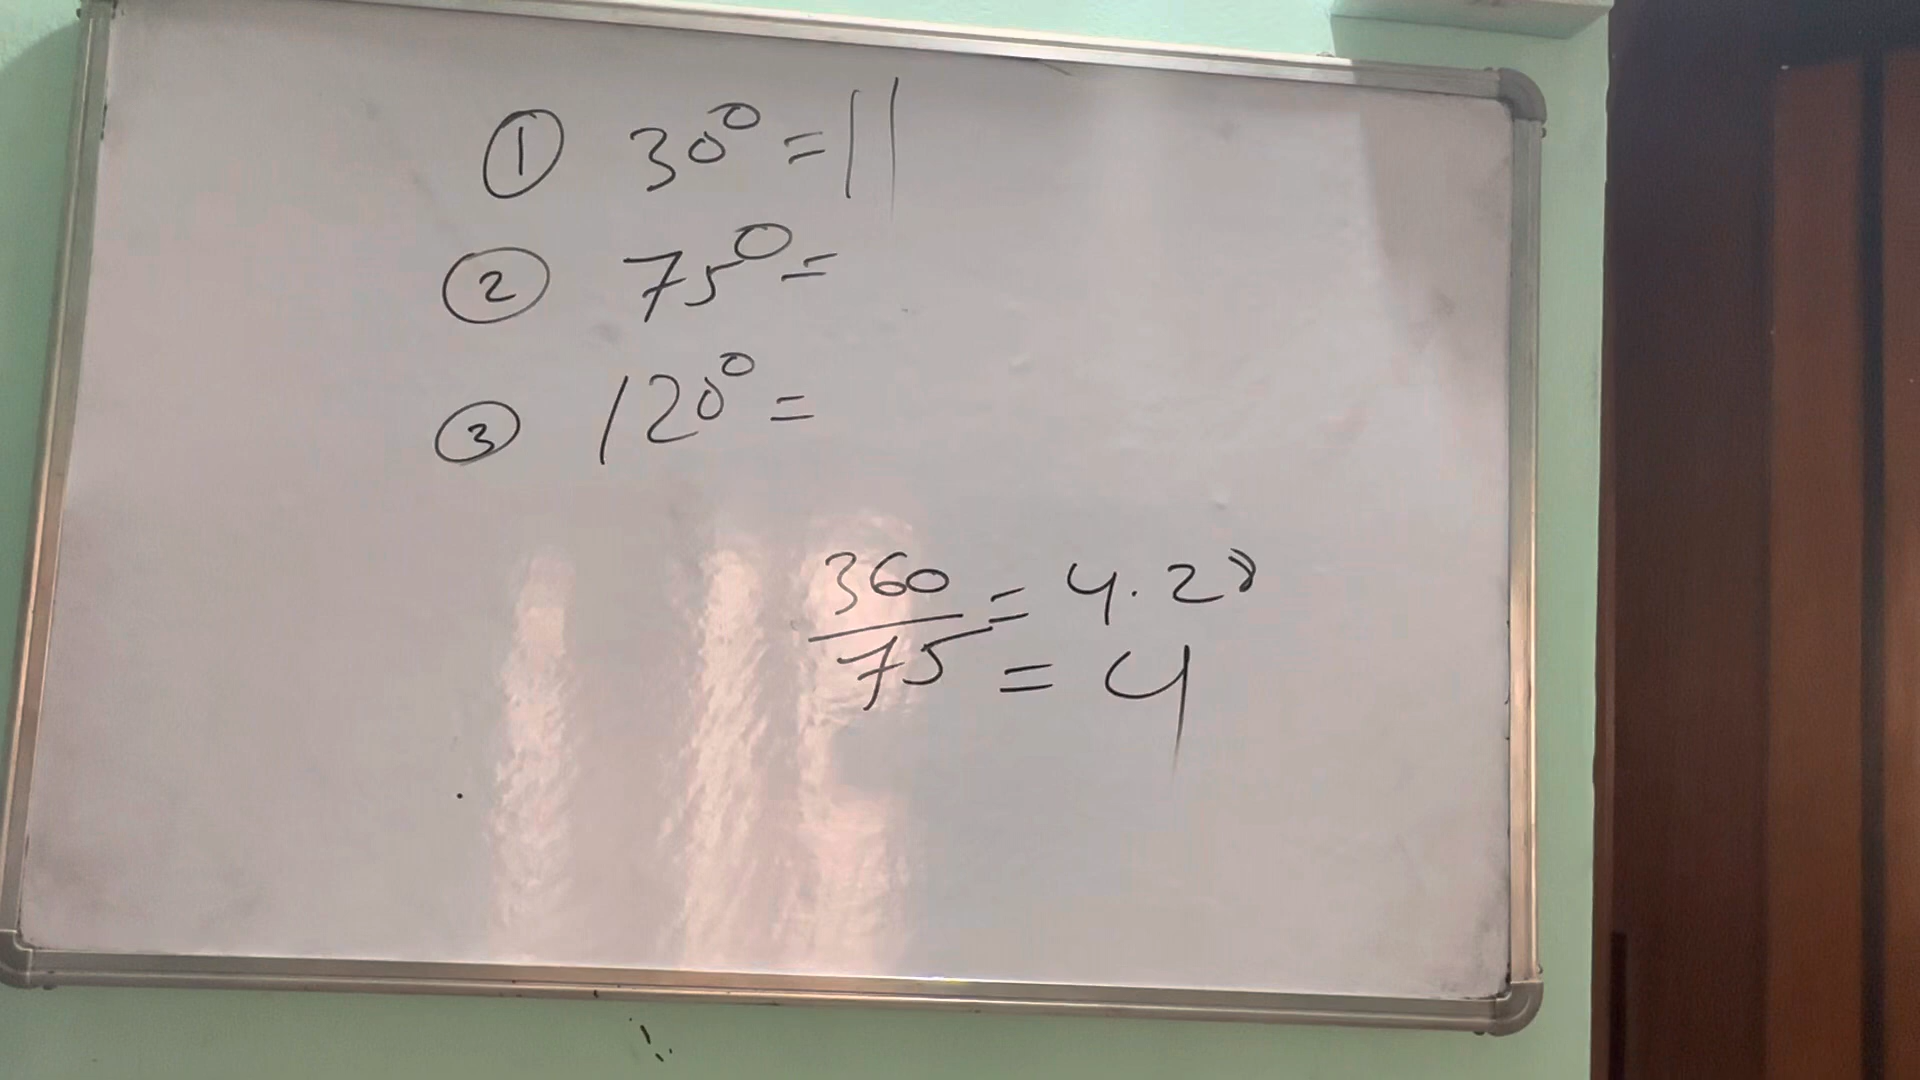 ① 30° = 11
② 75° =
③ 120° =
360/75 = 4.28
= 4